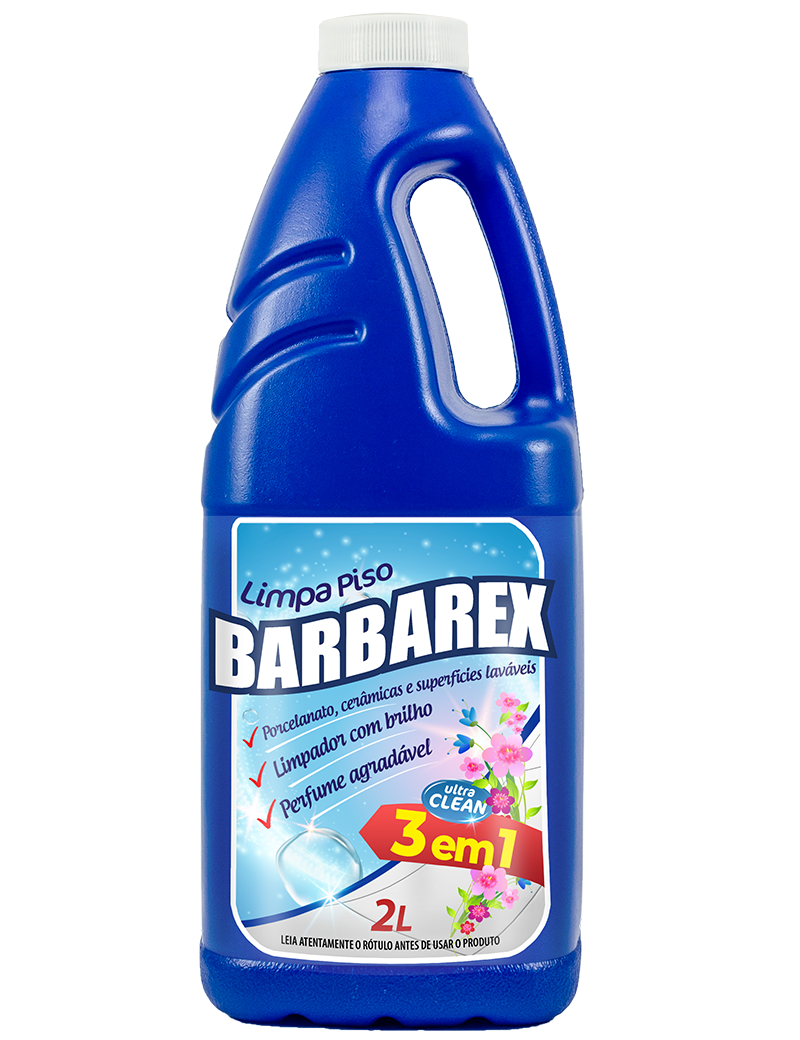 Limpa Piso
BARBAREX
Porcelanato, cerâmicas e superfícies laváveis
Limpador com brilho
Perfume agradável
ultra
CLEAN
3 em 1
2L
LEIA ATENTAMENTE O RÓTULO ANTES DE USAR O PRODUTO